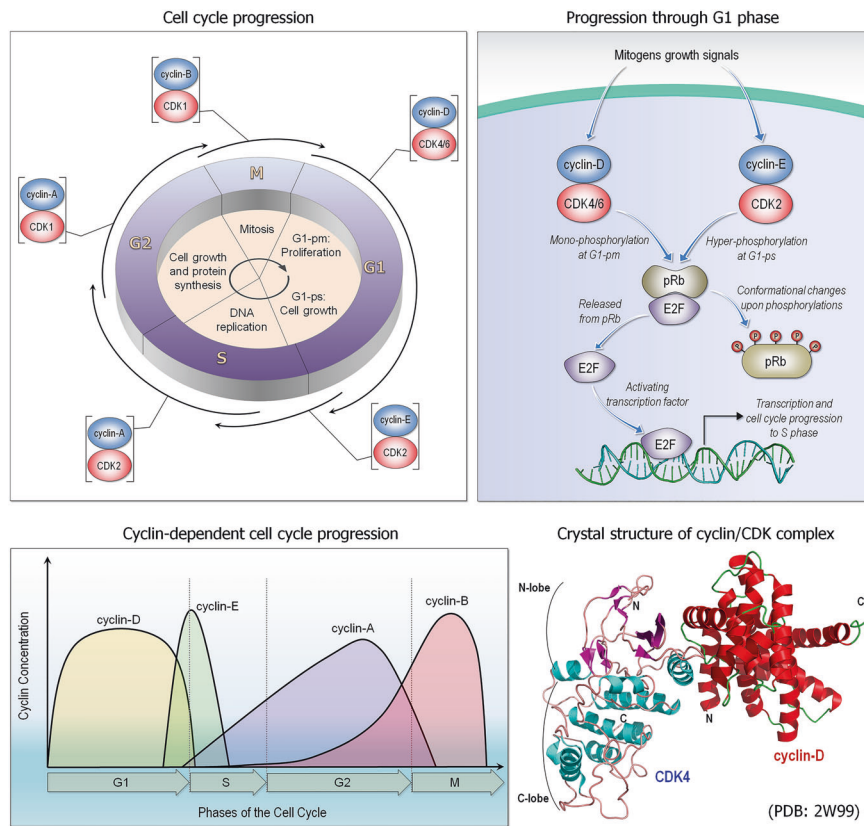 Cell cycle progression
cyclin-B
CDK1
cyclin-D
CDK4/6
cyclin-A
CDK1
M
G2
G1
S
Mitosis
G1-pm:
Proliferation
Cell growth
and protein
synthesis
G1-ps:
Cell growth
DNA
replication
cyclin-A
CDK2
cyclin-E
CDK2
Progression through G1 phase
Mitogens growth signals
cyclin-D
CDK4/6
cyclin-E
CDK2
Mono-phosphorylation
at G1-pm
Hyper-phosphorylation
at G1-ps
pRb
E2F
Released
from pRb
Conformational changes
upon phosphorylations
P
P
P
P
P
pRb
E2F
Activating
transcription factor
Transcription and
cell cycle progression
to S phase
E2F
Cyclin-dependent cell cycle progression
Cyclin Concentration
cyclin-D
cyclin-E
cyclin-A
cyclin-B
G1
S
G2
M
Phases of the Cell Cycle
Crystal structure of cyclin/CDK complex
N-lobe
N
C
C
N
CDK4
cyclin-D
C-lobe
(PDB: 2W99)